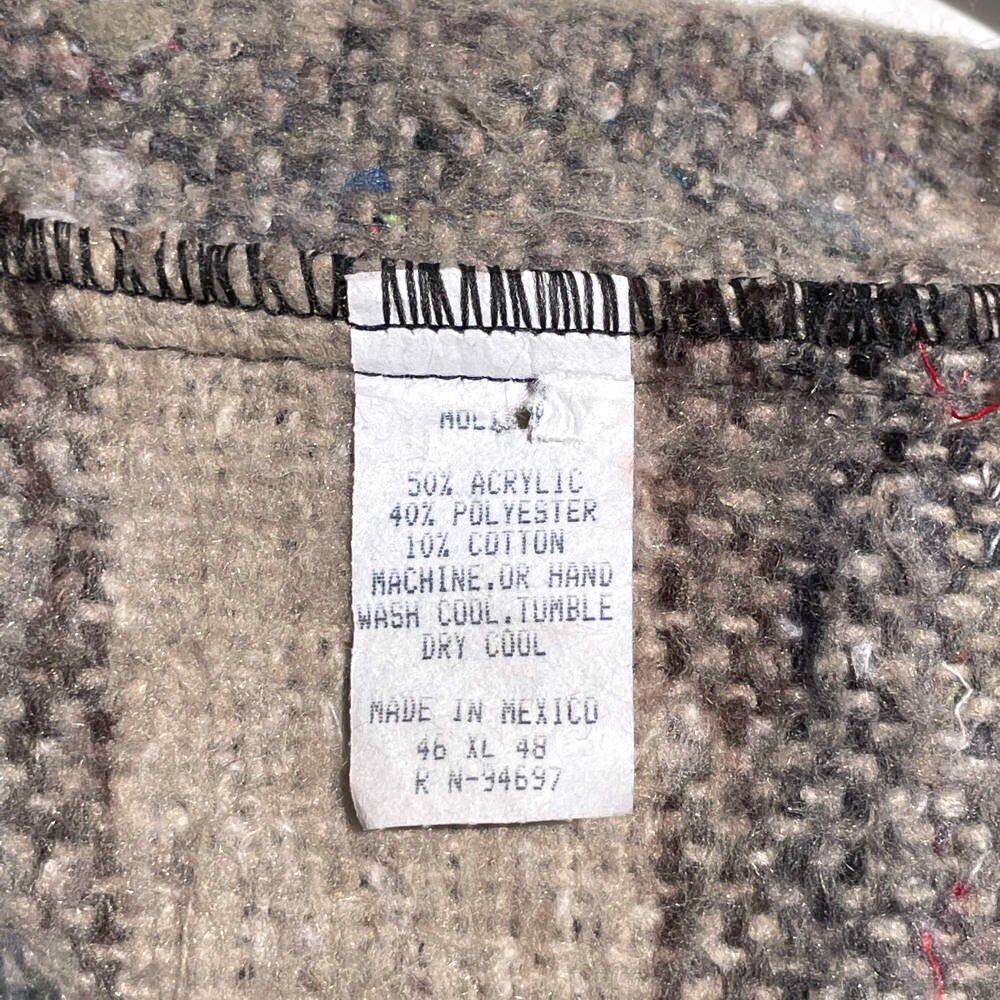 50% ACRYLIC
40% POLYESTER
10% COTTON
MACHINE.OR HAND
WASH COOL.TUMBLE
DRY COOL
MADE IN MEXICO
46 XL 48
R N-94697